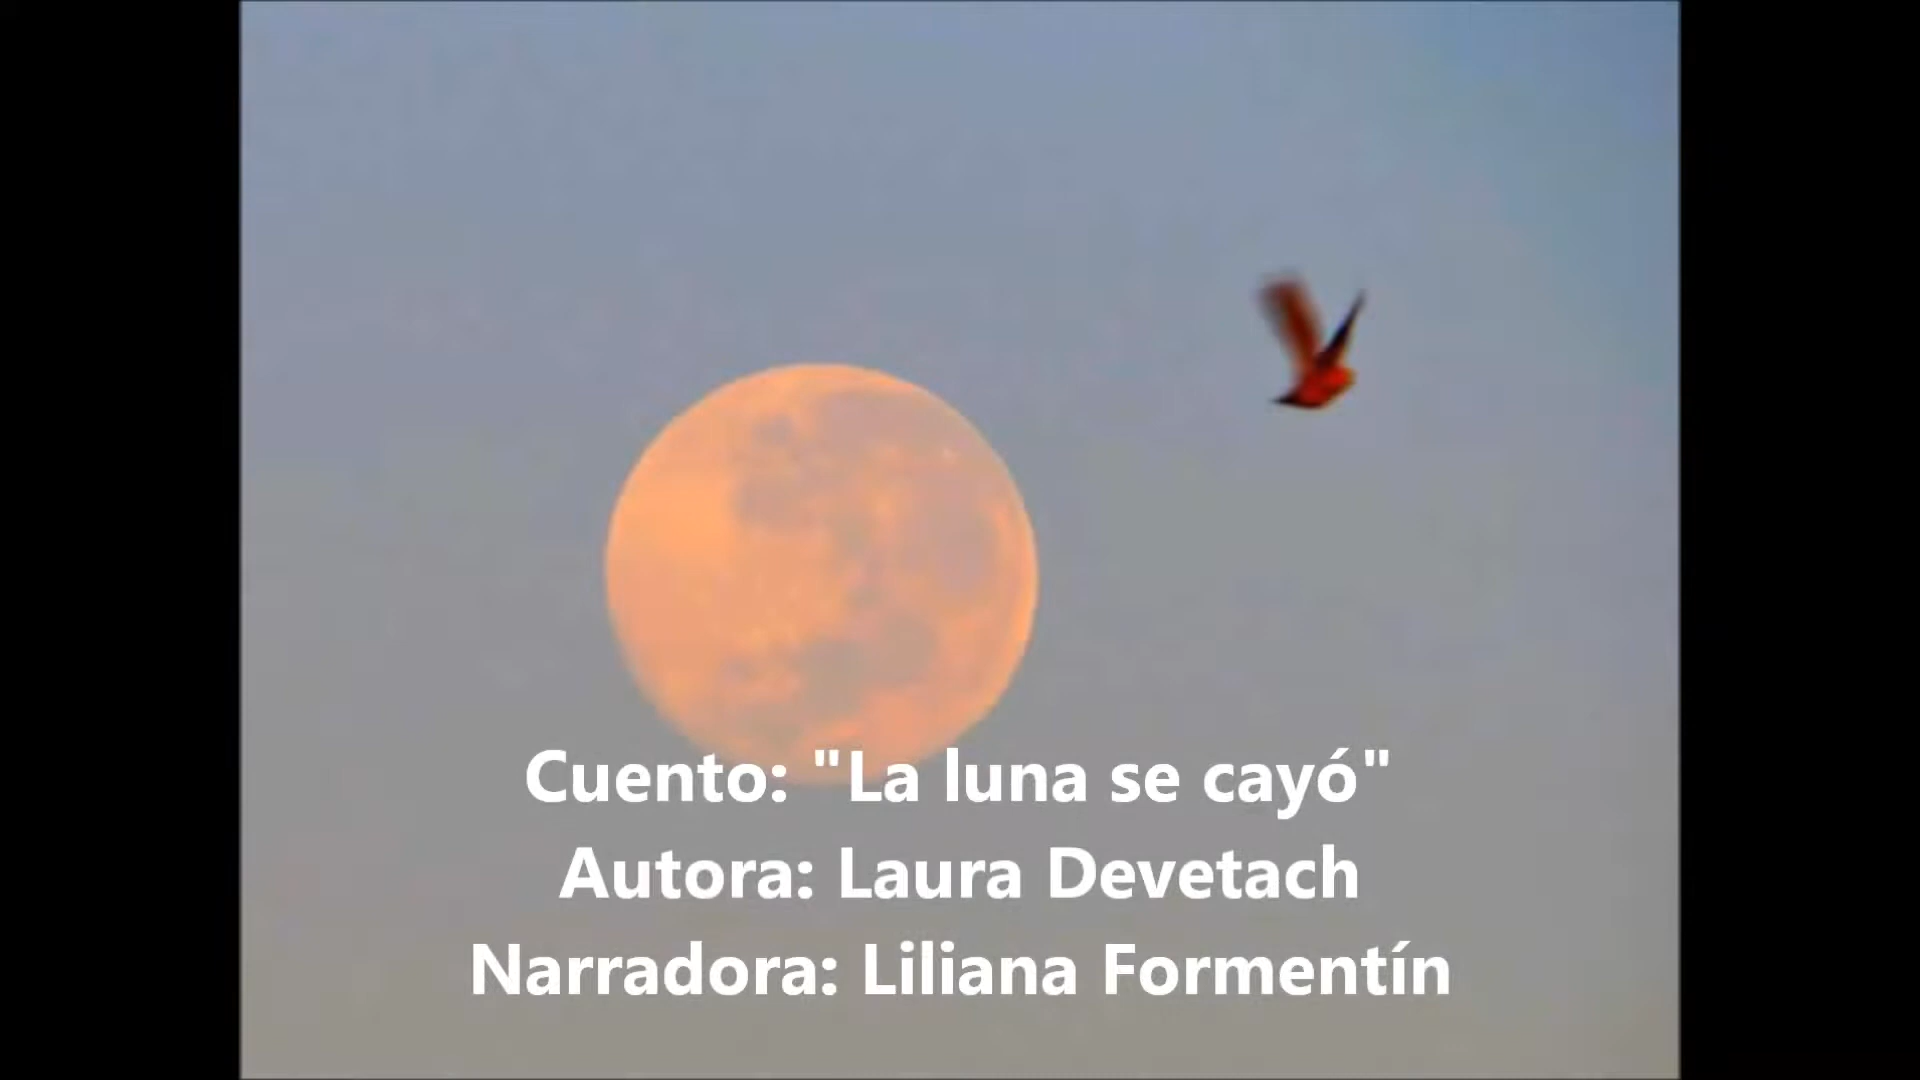 Cuento: "La luna se cayó"
Autora: Laura Devetach
Narradora: Liliana Formentín